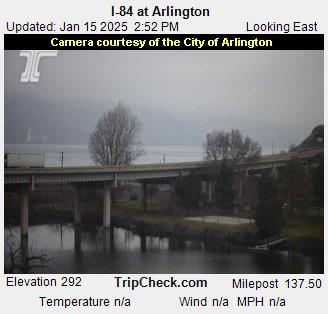 I-84 at Arlington
Updated: Jan 15 2025 2:52 PM Looking East
Camera courtesy of the City of Arlington
Elevation 292 TripCheck.com Milepost 137.50
Temperature n/a Wind n/a MPH n/a